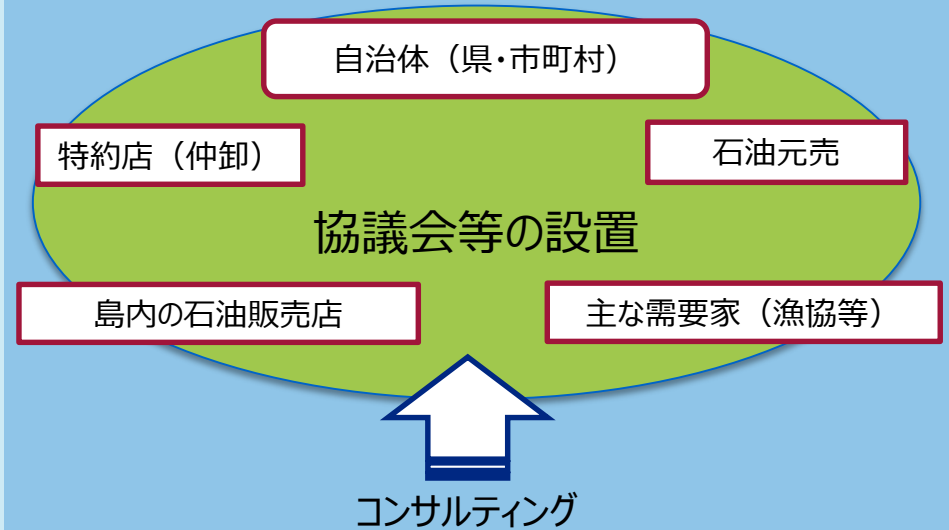 自治体（県・市町村）
特約店（仲卸）
石油元売
協議会等の設置
島内の石油販売店
主な需要家（漁協等）
コンサルティング